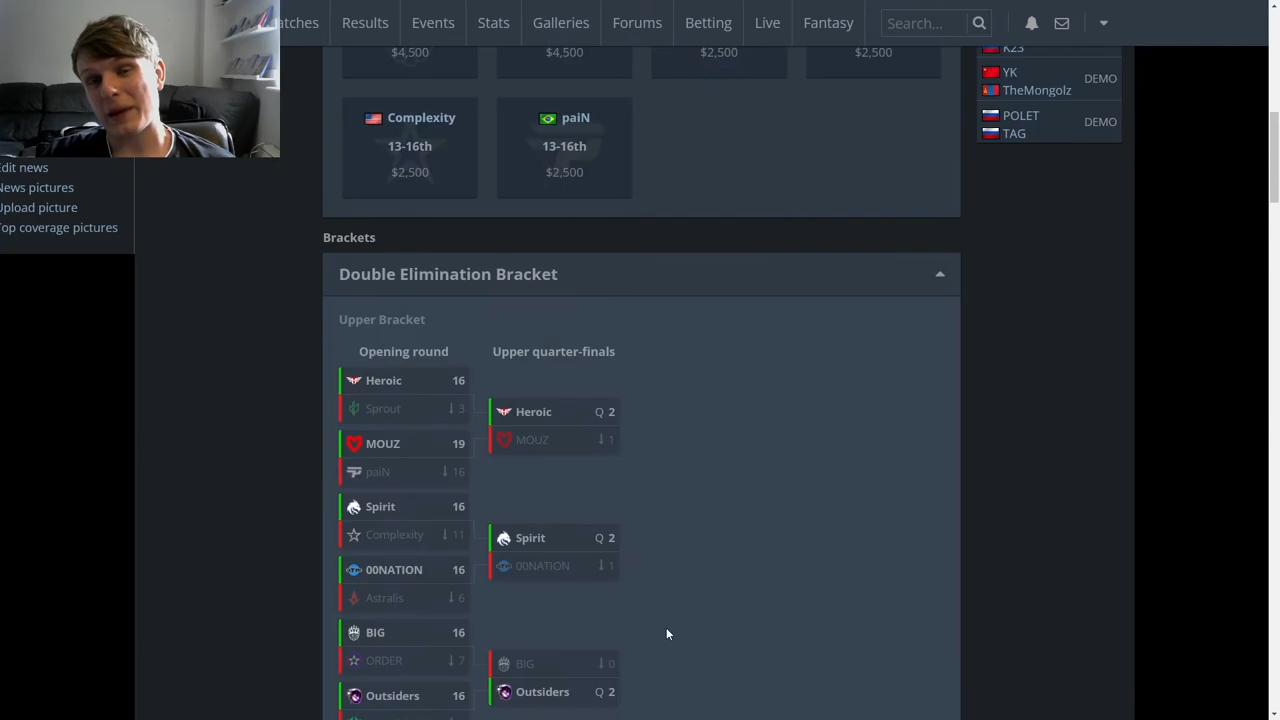 atches Results Events Stats Galleries Forums Betting Live Fantasy Search...
$4,500 $4,500 $2,500 $2,500
K23
YK
DEMO
TheMongolz
POLET
DEMO
TAG
Complexity
13-16th
$2,500
paiN
13-16th
$2,500
Edit news
News pictures
Upload picture
Top coverage pictures
Brackets
Double Elimination Bracket
Upper Bracket
Opening round Upper quarter-finals
Heroic 16
Sprout ↓ 3
MOUZ 19
paiN ↓ 16
Spirit 16
Complexity ↓ 11
00NATION 16
Astralis ↓ 6
BIG 16
ORDER ↓ 7
Outsiders 16
Heroic Q 2
MOUZ ↓ 1
Spirit Q 2
00NATION ↓ 1
BIG ↓ 0
Outsiders Q 2